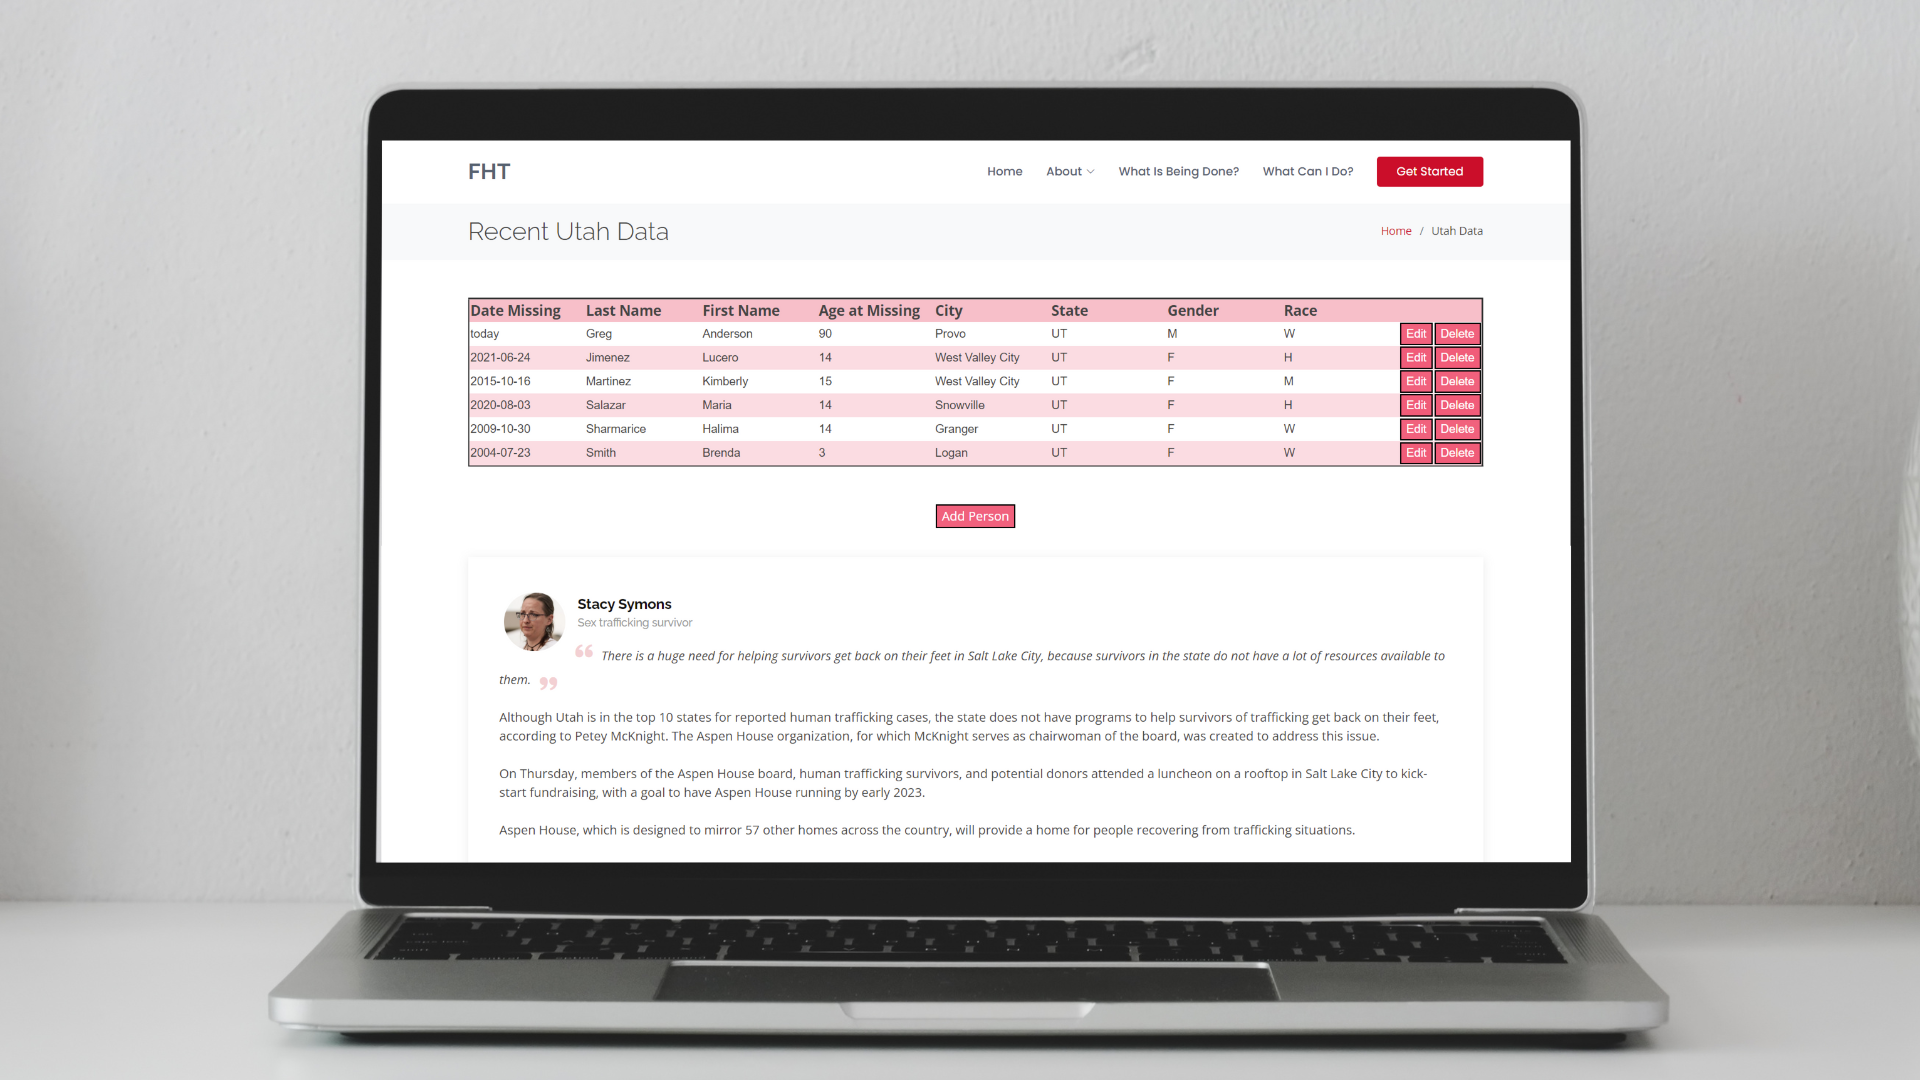 FHT
Home About What Is Being Done? What Can I Do? Get Started
Recent Utah Data
Home / Utah Data
Date Missing Last Name First Name Age at Missing City State Gender Race
today Greg Anderson 90 Provo UT M W Edit Delete
2021-06-24 Jimenez Lucero 14 West Valley City UT F H Edit Delete
2015-10-16 Martinez Kimberly 15 West Valley City UT F M Edit Delete
2020-08-03 Salazar Maria 14 Snowville UT F H Edit Delete
2009-10-30 Sharmarice Halima 14 Granger UT F W Edit Delete
2004-07-23 Smith Brenda 3 Logan UT F W Edit Delete
Add Person
Stacy Symons
Sex trafficking survivor
“ There is a huge need for helping survivors get back on their feet in Salt Lake City, because survivors in the state do not have a lot of resources available to
them. ”
Although Utah is in the top 10 states for reported human trafficking cases, the state does not have programs to help survivors of trafficking get back on their feet,
according to Petey McKnight. The Aspen House organization, for which McKnight serves as chairwoman of the board, was created to address this issue.
On Thursday, members of the Aspen House board, human trafficking survivors, and potential donors attended a luncheon on a rooftop in Salt Lake City to kick-
start fundraising, with a goal to have Aspen House running by early 2023.
Aspen House, which is designed to mirror 57 other homes across the country, will provide a home for people recovering from trafficking situations.